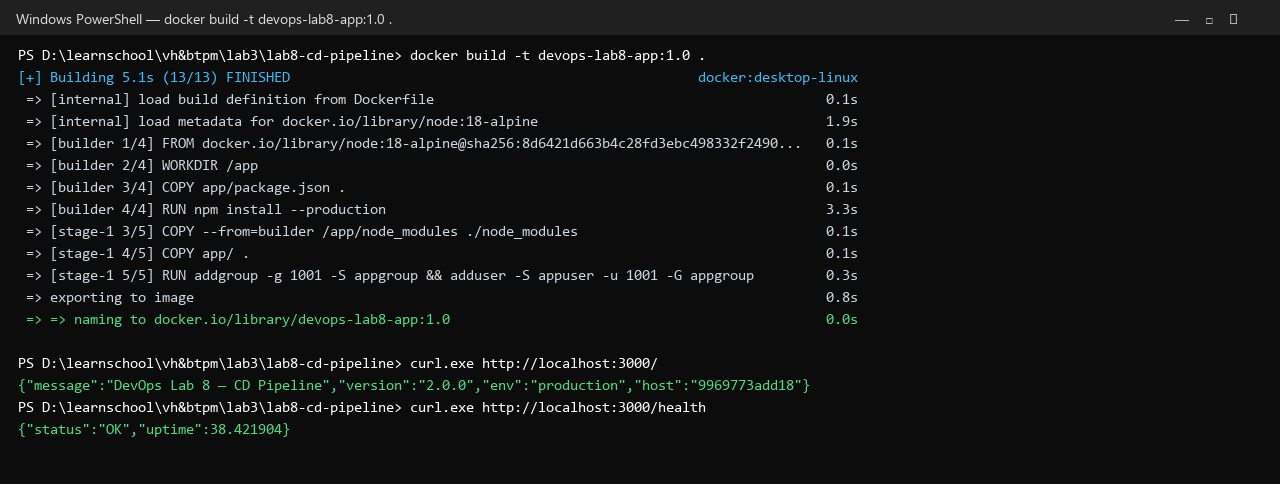 Windows PowerShell — docker build -t devops-lab8-app:1.0 .
PS D:\learnschool\vh&btpm\lab3\lab8-cd-pipeline> docker build -t devops-lab8-app:1.0 .
[+] Building 5.1s (13/13) FINISHED docker:desktop-linux
=> [internal] load build definition from Dockerfile 0.1s
=> [internal] load metadata for docker.io/library/node:18-alpine 1.9s
=> [builder 1/4] FROM docker.io/library/node:18-alpine@sha256:8d6421d663b4c28fd3ebc498332f2490... 0.1s
=> [builder 2/4] WORKDIR /app 0.0s
=> [builder 3/4] COPY app/package.json . 0.1s
=> [builder 4/4] RUN npm install --production 3.3s
=> [stage-1 3/5] COPY --from=builder /app/node_modules ./node_modules 0.1s
=> [stage-1 4/5] COPY app/ . 0.1s
=> [stage-1 5/5] RUN addgroup -g 1001 -S appgroup && adduser -S appuser -u 1001 -G appgroup 0.3s
=> exporting to image 0.8s
=> => naming to docker.io/library/devops-lab8-app:1.0 0.0s
PS D:\learnschool\vh&btpm\lab3\lab8-cd-pipeline> curl.exe http://localhost:3000/
{"message":"DevOps Lab 8 — CD Pipeline","version":"2.0.0","env":"production","host":"9969773add18"}
PS D:\learnschool\vh&btpm\lab3\lab8-cd-pipeline> curl.exe http://localhost:3000/health
{"status":"OK","uptime":38.421904}